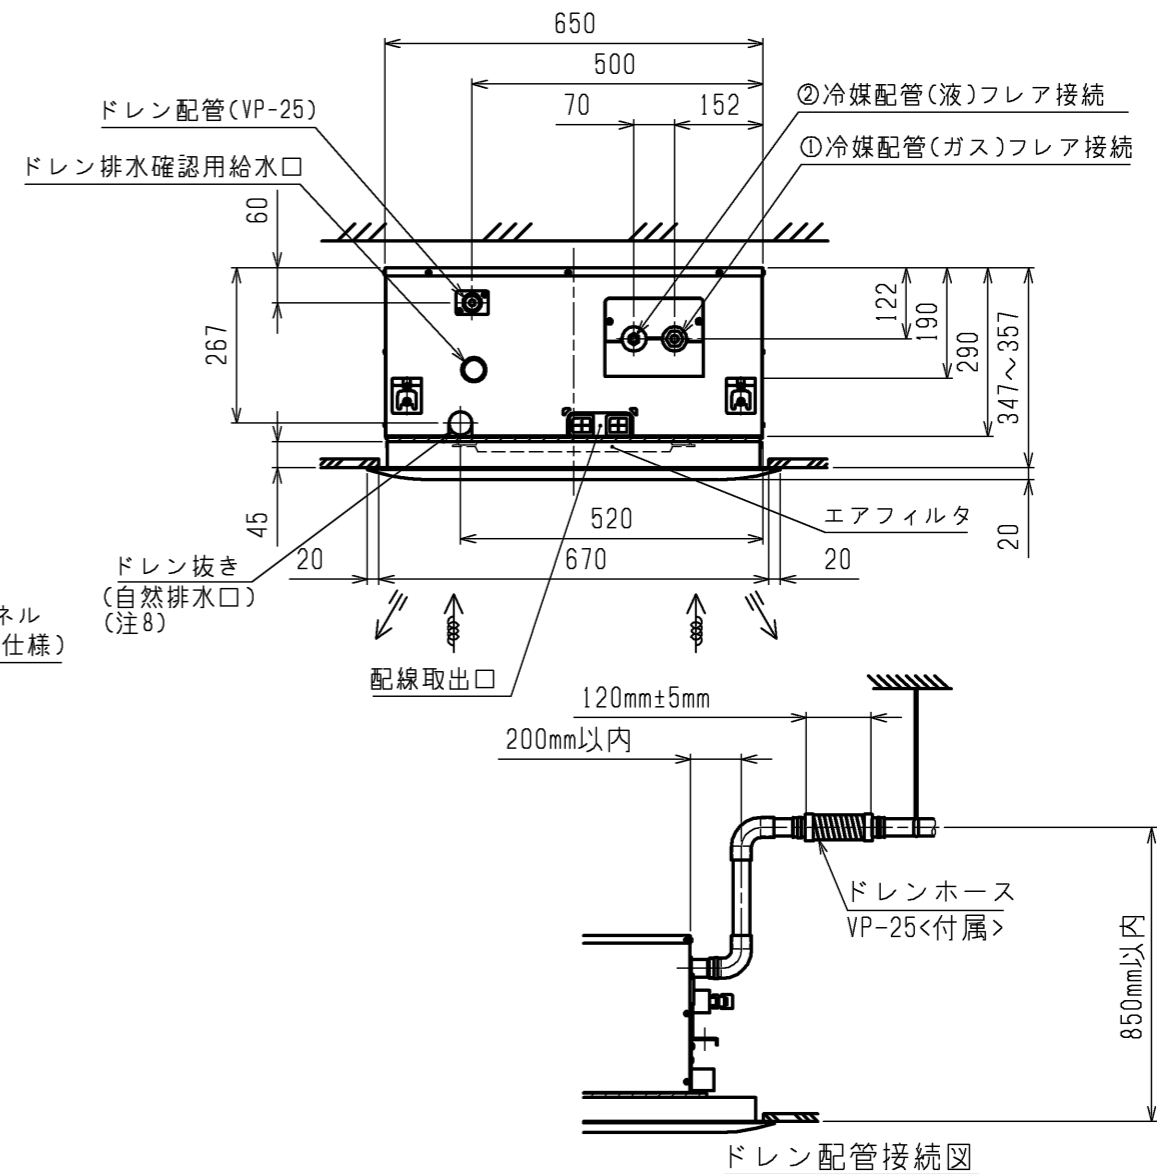 650
500
70
152
②冷媒配管(液)フレア接続
①冷媒配管(ガス)フレア接続
ドレン配管(VP-25)
ドレン排水確認用給水口
60
267
45
122
190
290
347～357
20
エアフィルタ
520
20
670
20
ドレン抜き
(自然排水口)
(注8)
ネル
仕様)
配線取出口
120mm±5mm
200mm以内
ドレンホース
VP-25<付属>
850mm以内
ドレン配管接続図